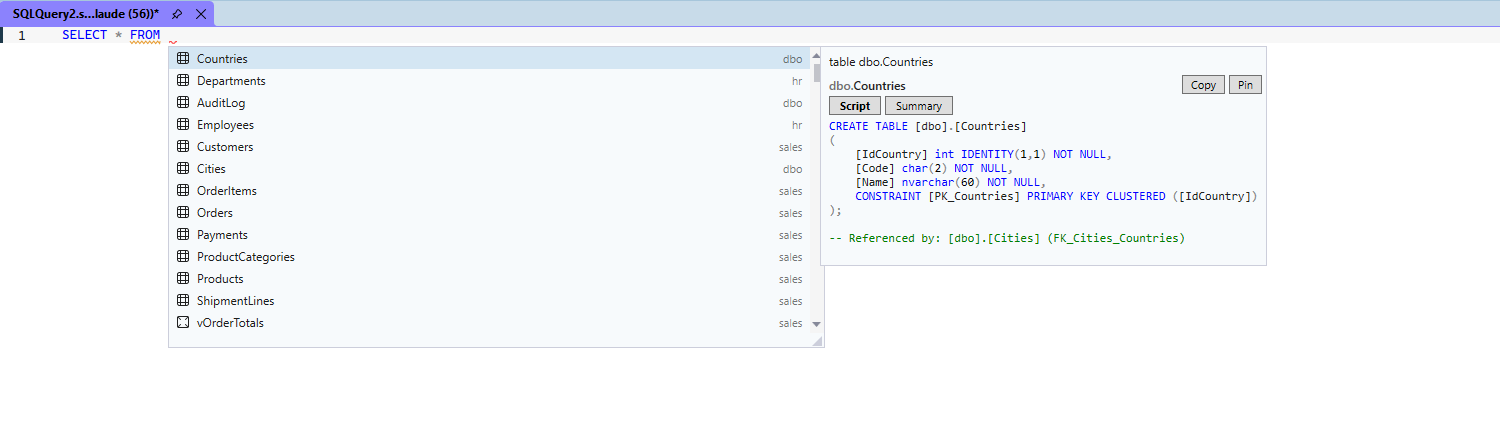 SQLQuery2.s...laude (56))*
1 SELECT * FROM
Countries dbo
Departments hr
AuditLog dbo
Employees hr
Customers sales
Cities dbo
OrderItems sales
Orders sales
Payments sales
ProductCategories sales
Products sales
ShipmentLines sales
vOrderTotals sales
table dbo.Countries
dbo.Countries Copy Pin
Script Summary
CREATE TABLE [dbo].[Countries]
(
[IdCountry] int IDENTITY(1,1) NOT NULL,
[Code] char(2) NOT NULL,
[Name] nvarchar(60) NOT NULL,
CONSTRAINT [PK_Countries] PRIMARY KEY CLUSTERED ([IdCountry])
);
-- Referenced by: [dbo].[Cities] (FK_Cities_Countries)